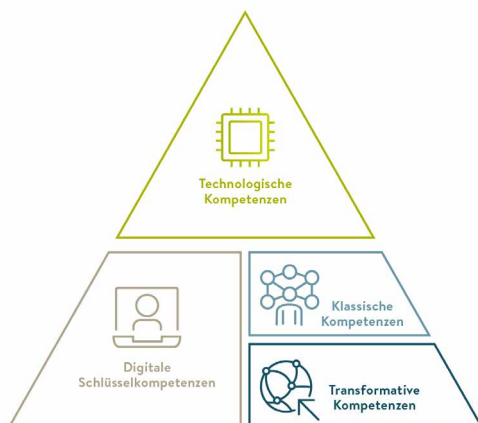 Technologische
Kompetenzen
Klassische
Kompetenzen
Digitale
Schlüsselkompetenzen
Transformative
Kompetenzen